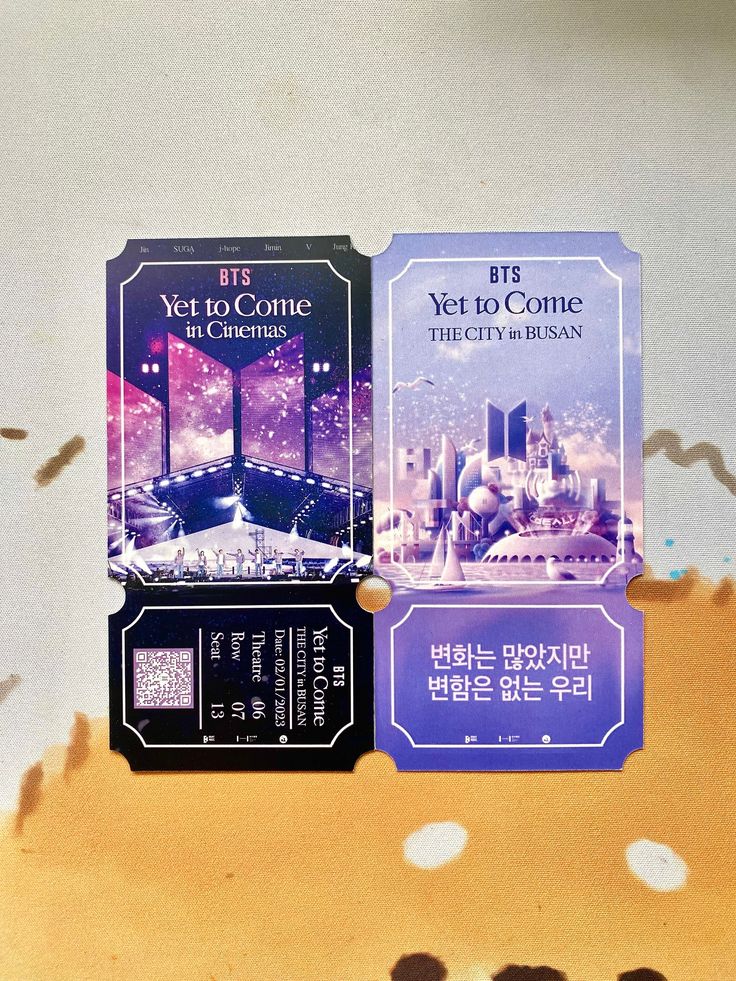 Jin SUGA j-hope Jimin V Jung
BTS
Yet to Come
in Cinemas
BTS
Yet to Come
THE CITY in BUSAN
Date: 02/01/2023
Theatre 06
Row 07
Seat 13
BTS
Yet to Come
THE CITY in BUSAN
변화는 많았지만
변함은 없는 우리